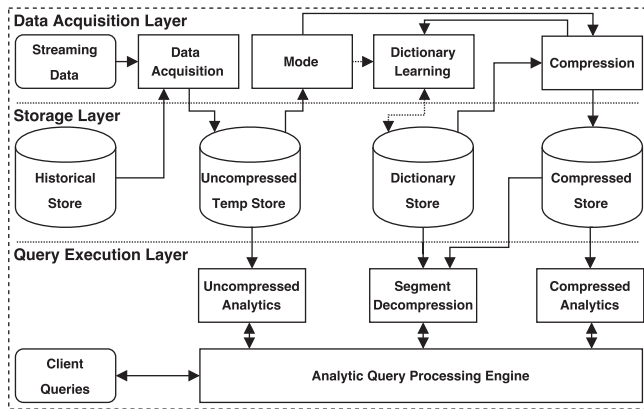 Data Acquisition Layer
Streaming
Data
Data
Acquisition
Mode
Dictionary
Learning
Compression
Storage Layer
Historical
Store
Uncompressed
Temp Store
Dictionary
Store
Compressed
Store
Query Execution Layer
Uncompressed
Analytics
Segment
Decompression
Compressed
Analytics
Client
Queries
Analytic Query Processing Engine